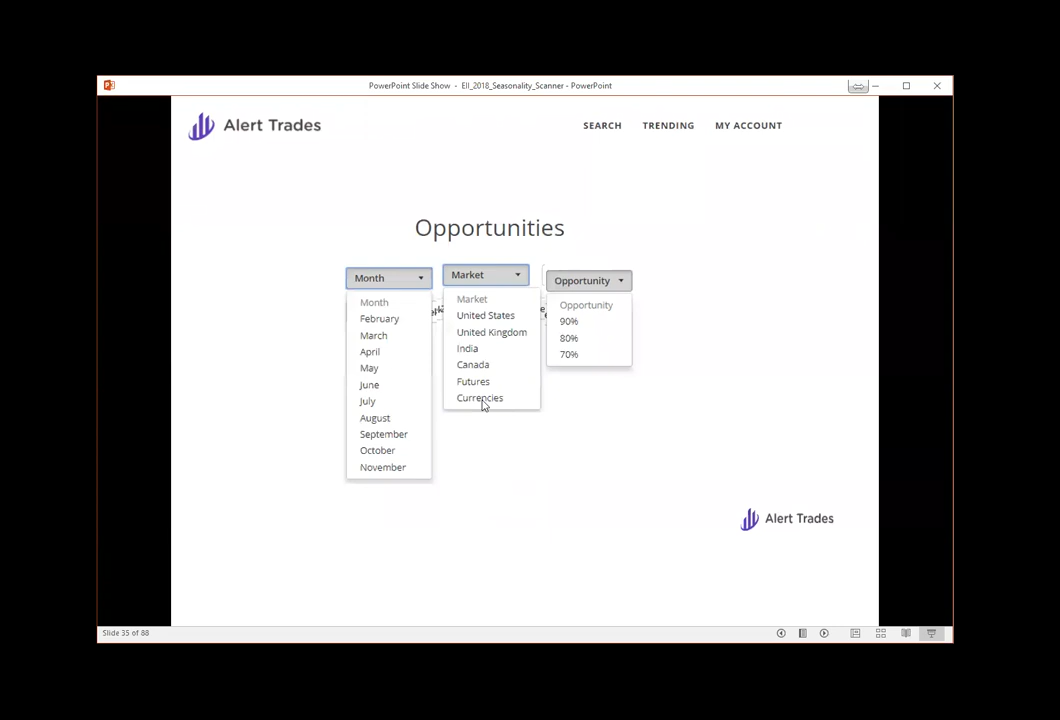 PowerPoint Slide Show - Ell_2018_Seasonality_Scanner - PowerPoint
Alert Trades
SEARCH TRENDING MY ACCOUNT
Opportunities
Month
Month
February
March
April
May
June
July
August
September
October
November
Market
Market
United States
United Kingdom
India
Canada
Futures
Currencies
Opportunity
Opportunity
90%
80%
70%
Alert Trades
Slide 35 of 88